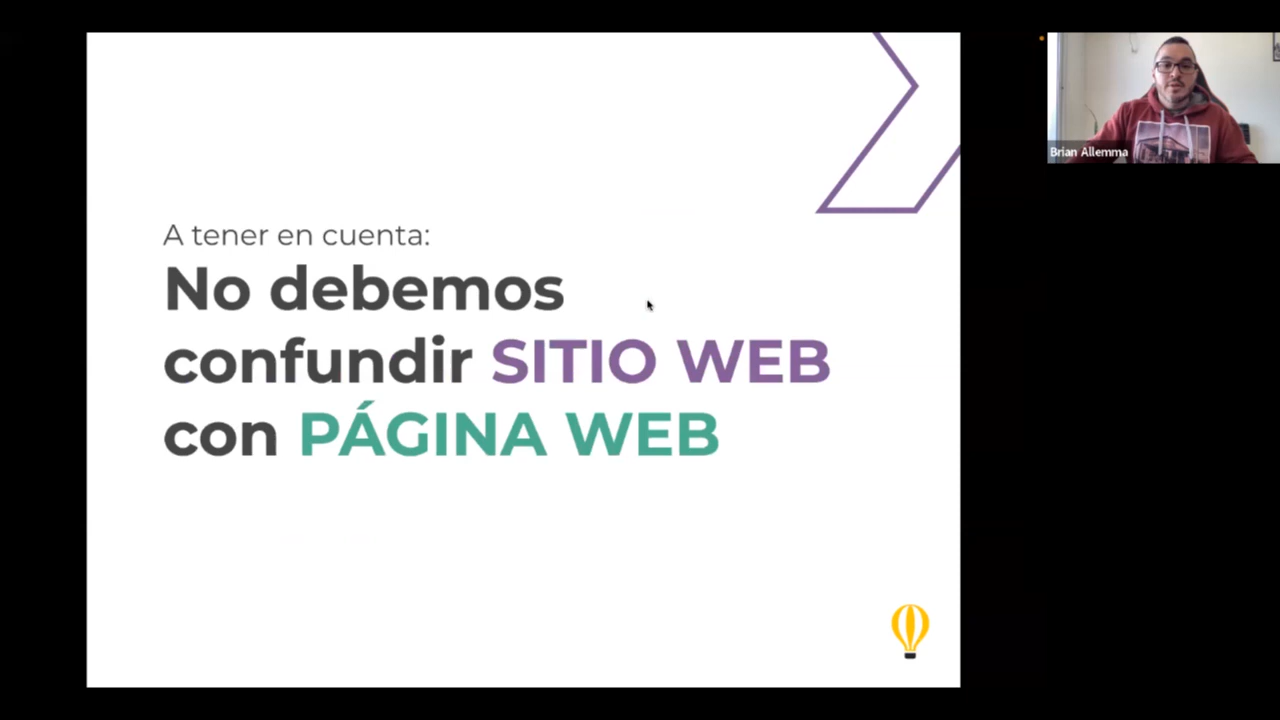 A tener en cuenta:
No debemos
confundir SITIO WEB
con PÁGINA WEB
Brian Allemma